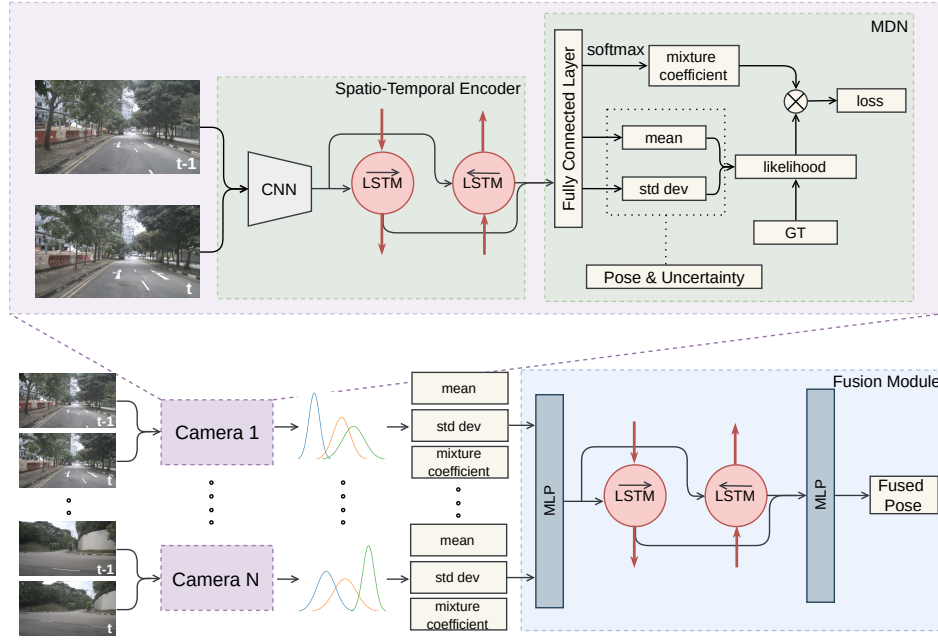 MDN
softmax
mixture
coefficient
Spatio-Temporal Encoder
Fully Connected Layer
loss
t-1
mean
CNN
LSTM
LSTM
likelihood
std dev
GT
t
Pose & Uncertainty
Fusion Module
mean
t-1
Camera 1
std dev
t
mixture
coefficient
MLP
LSTM
LSTM
MLP
Fused
Pose
mean
t-1
Camera N
std dev
mixture
coefficient
t